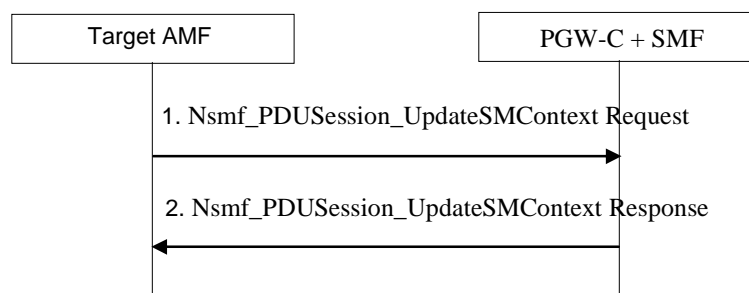 Target AMF
PGW-C + SMF
1. Nsmf_PDUSession_UpdateSMContext Request
2. Nsmf_PDUSession_UpdateSMContext Response